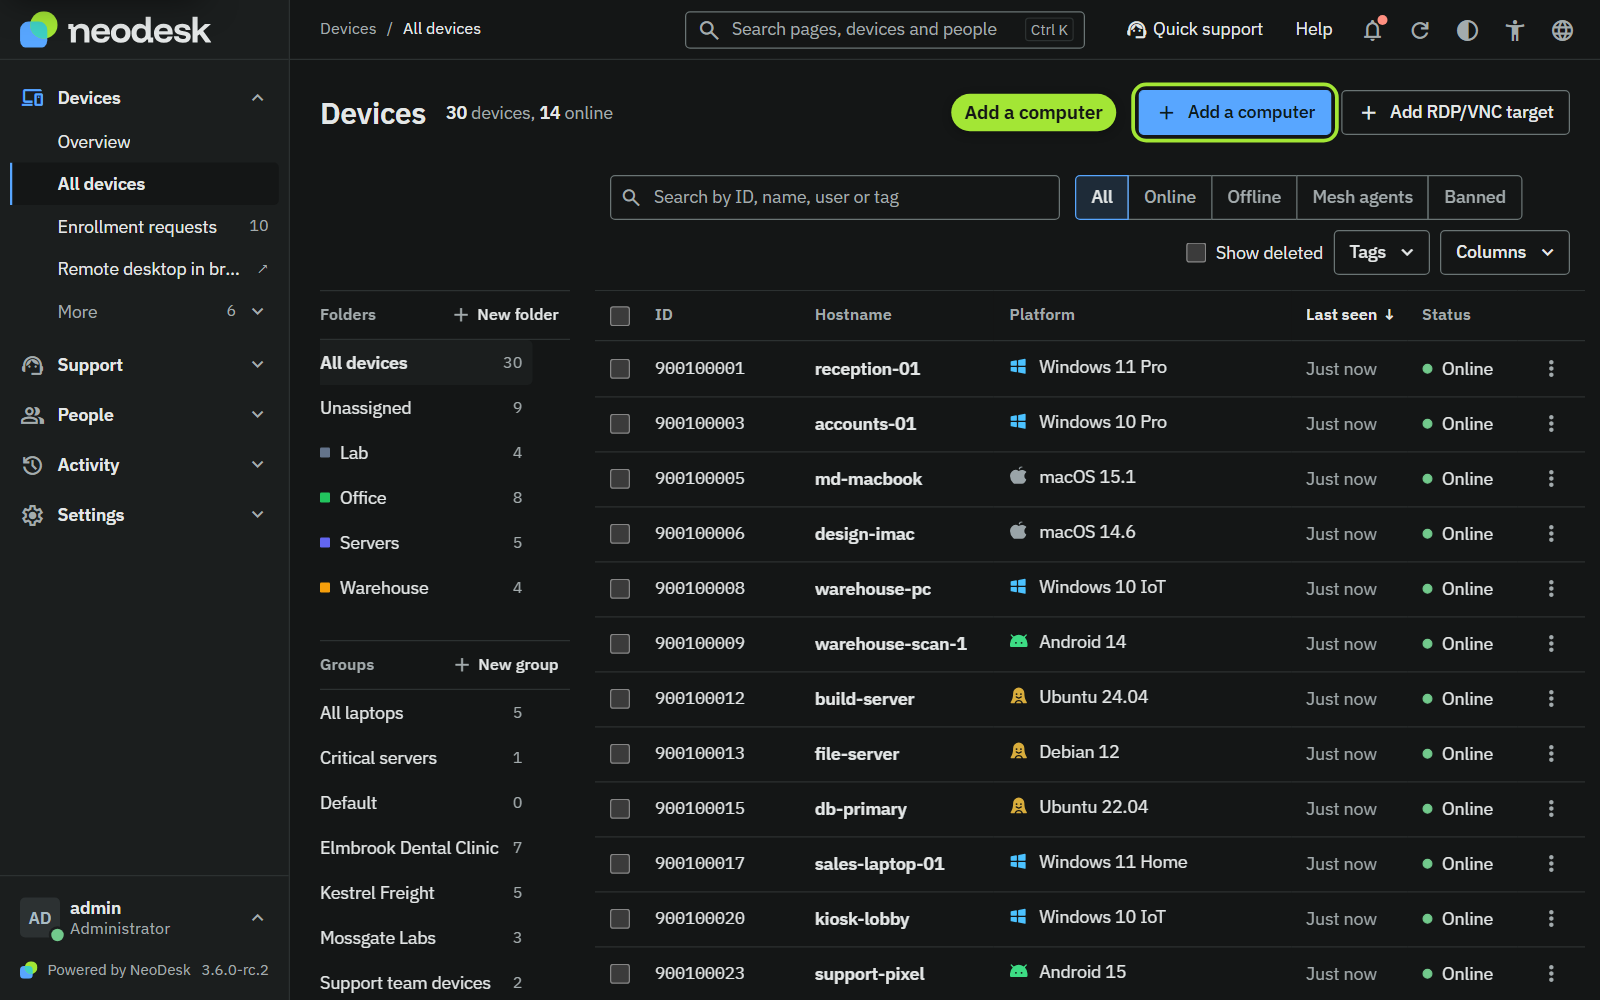 neodesk
Devices / All devices
Search pages, devices and people Ctrl K
Quick support
Help
Devices
Overview
All devices
Enrollment requests 10
Remote desktop in br... ↗
More 6
Support
People
Activity
Settings
AD
admin
Administrator
Powered by NeoDesk 3.6.0-rc.2
Devices
30 devices, 14 online
Add a computer
+ Add a computer
+ Add RDP/VNC target
Search by ID, name, user or tag
All
Online
Offline
Mesh agents
Banned
Show deleted
Tags
Columns
Folders + New folder
All devices 30
Unassigned 9
Lab 4
Office 8
Servers 5
Warehouse 4
Groups + New group
All laptops 5
Critical servers 1
Default 0
Elmbrook Dental Clinic 7
Kestrel Freight 5
Mossgate Labs 3
Support team devices 2
ID Hostname Platform Last seen ↓ Status
900100001 reception-01 Windows 11 Pro Just now Online
900100003 accounts-01 Windows 10 Pro Just now Online
900100005 md-macbook macOS 15.1 Just now Online
900100006 design-imac macOS 14.6 Just now Online
900100008 warehouse-pc Windows 10 IoT Just now Online
900100009 warehouse-scan-1 Android 14 Just now Online
900100012 build-server Ubuntu 24.04 Just now Online
900100013 file-server Debian 12 Just now Online
900100015 db-primary Ubuntu 22.04 Just now Online
900100017 sales-laptop-01 Windows 11 Home Just now Online
900100020 kiosk-lobby Windows 10 IoT Just now Online
900100023 support-pixel Android 15 Just now Online